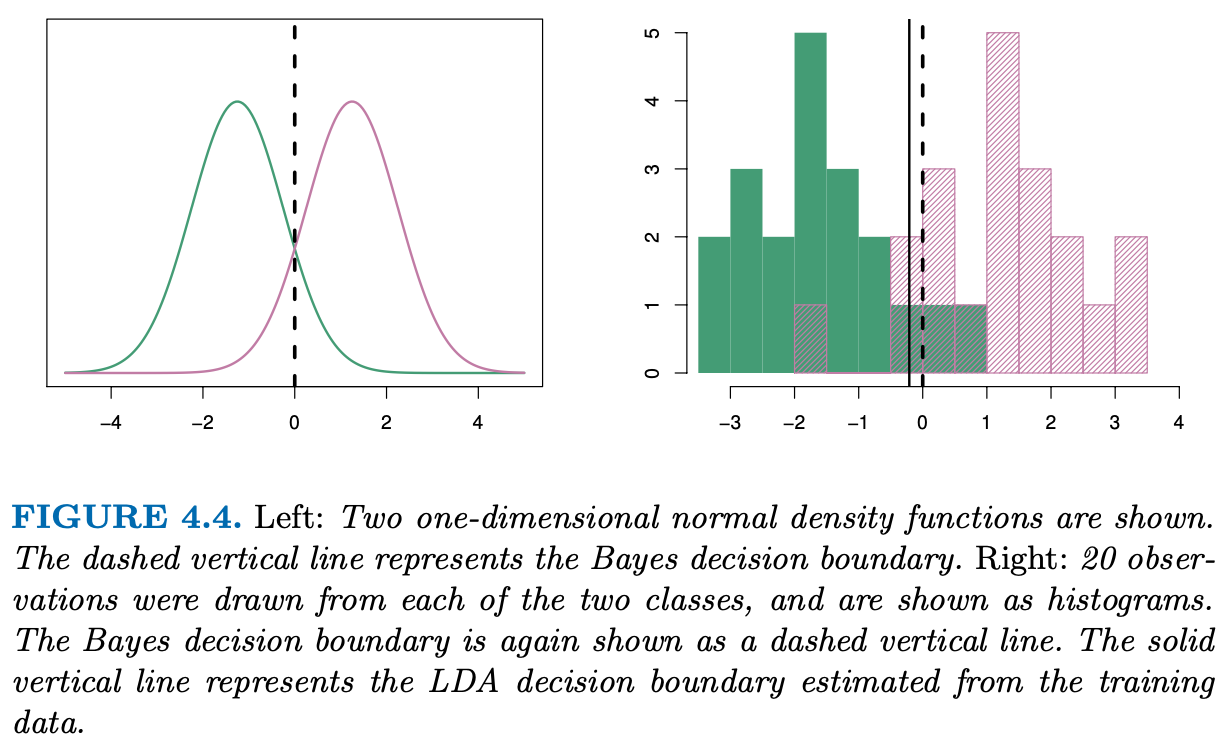 −4 −2 0 2 4
5
4
3
2
1
0
−3 −2 −1 0 1 2 3 4
FIGURE 4.4. Left: Two one-dimensional normal density functions are shown.
The dashed vertical line represents the Bayes decision boundary. Right: 20 obser-
vations were drawn from each of the two classes, and are shown as histograms.
The Bayes decision boundary is again shown as a dashed vertical line. The solid
vertical line represents the LDA decision boundary estimated from the training
data.